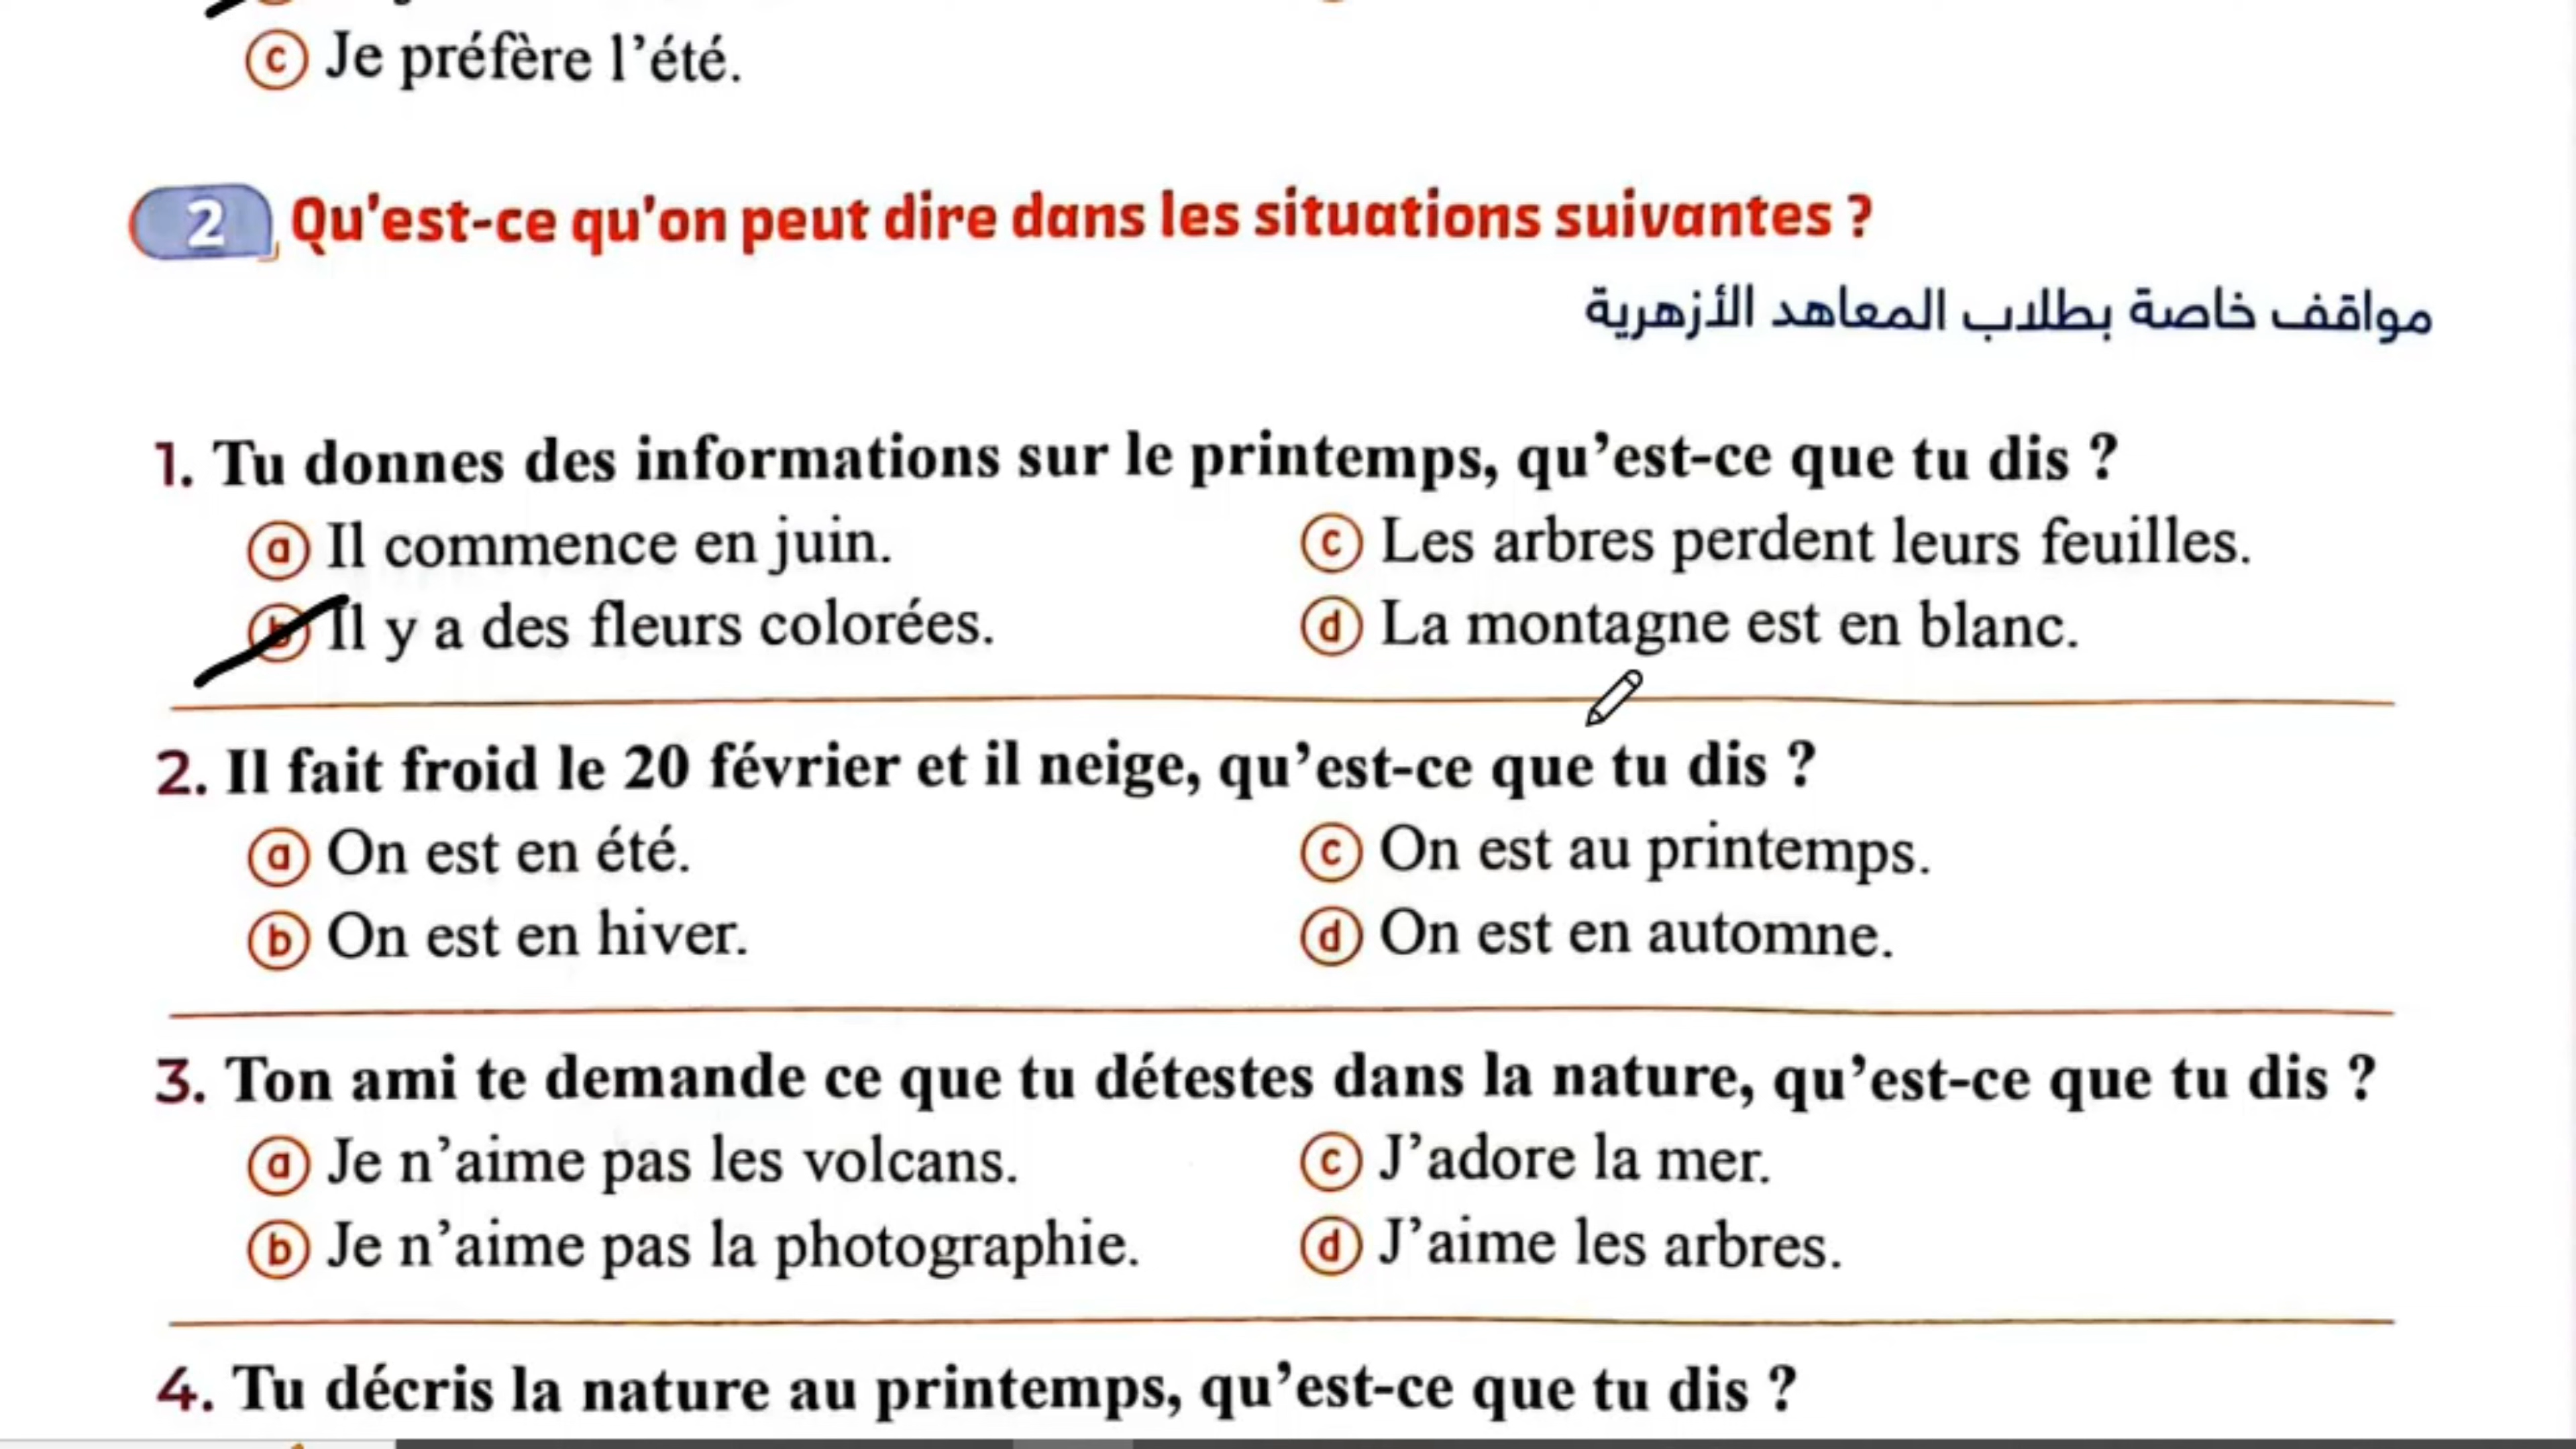 c Je préfère l'été.
2 Qu'est-ce qu'on peut dire dans les situations suivantes ?
مواقف خاصة بطلاب المعاهد الأزهرية
1. Tu donnes des informations sur le printemps, qu'est-ce que tu dis ?
a Il commence en juin.
c Les arbres perdent leurs feuilles.
b Il y a des fleurs colorées.
d La montagne est en blanc.
2. Il fait froid le 20 février et il neige, qu'est-ce que tu dis ?
a On est en été.
c On est au printemps.
b On est en hiver.
d On est en automne.
3. Ton ami te demande ce que tu détestes dans la nature, qu'est-ce que tu dis ?
a Je n'aime pas les volcans.
c J'adore la mer.
b Je n'aime pas la photographie.
d J'aime les arbres.
4. Tu décris la nature au printemps, qu'est-ce que tu dis ?